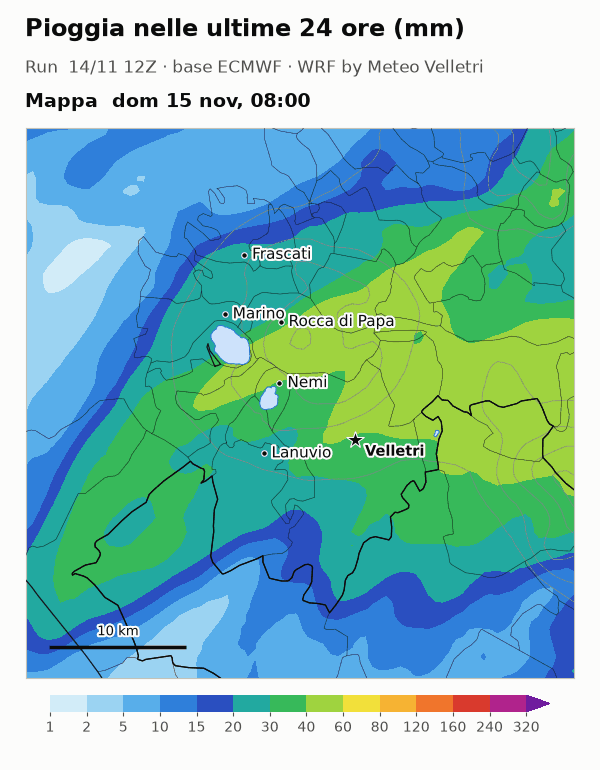 Pioggia nelle ultime 24 ore (mm)
Run 14/11 12Z · base ECMWF · WRF by Meteo Velletri
Mappa dom 15 nov, 08:00
Frascati
Marino
Rocca di Papa
Nemi
Velletri
Lanuvio
10 km
1 2 5 10 15 20 30 40 60 80 120 160 240 320